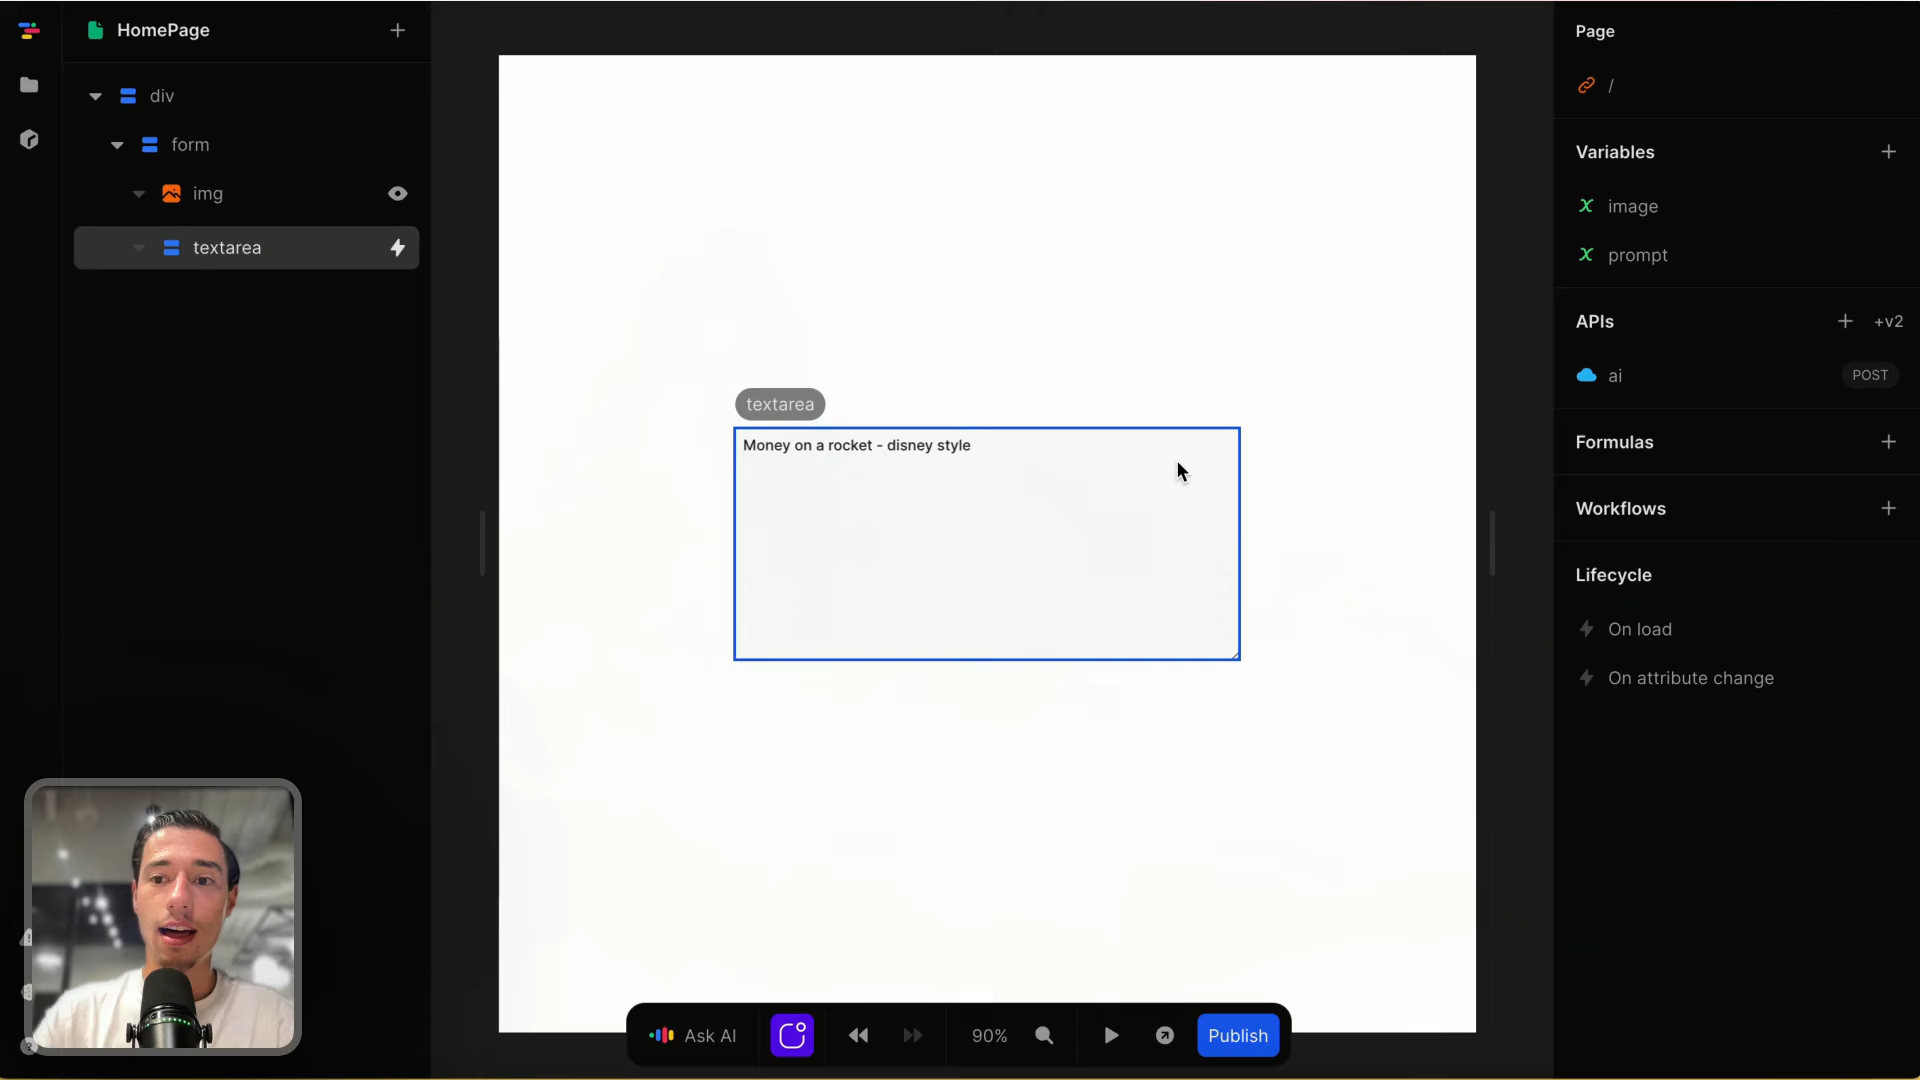 HomePage
div
form
img
textarea
textarea
Money on a rocket - disney style
Ask AI
90%
Publish
Page
/
Variables
image
prompt
APIs
+v2
ai
POST
Formulas
Workflows
Lifecycle
On load
On attribute change